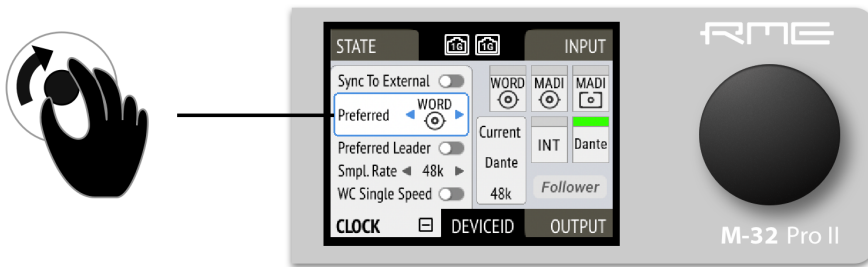 RME
STATE 1G 1G INPUT
Sync To External
Preferred WORD
Preferred Leader
Smpl. Rate 48k
WC Single Speed
WORD MADI MADI
Current
Dante
48k
INT Dante
Follower
CLOCK DEVICEID OUTPUT
M-32 Pro II